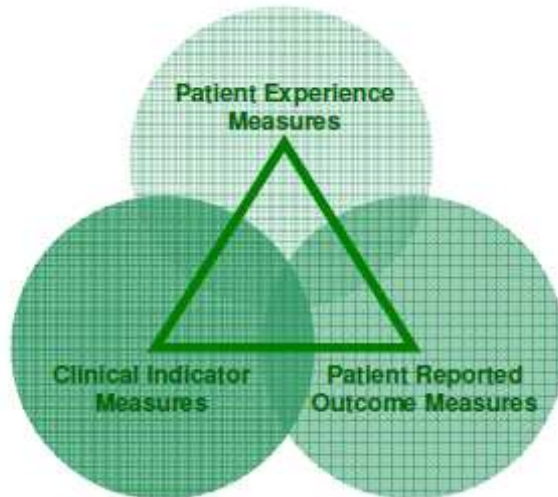 Patient Experience
Measures
Clinical Indicator
Measures
Patient Reported
Outcome Measures